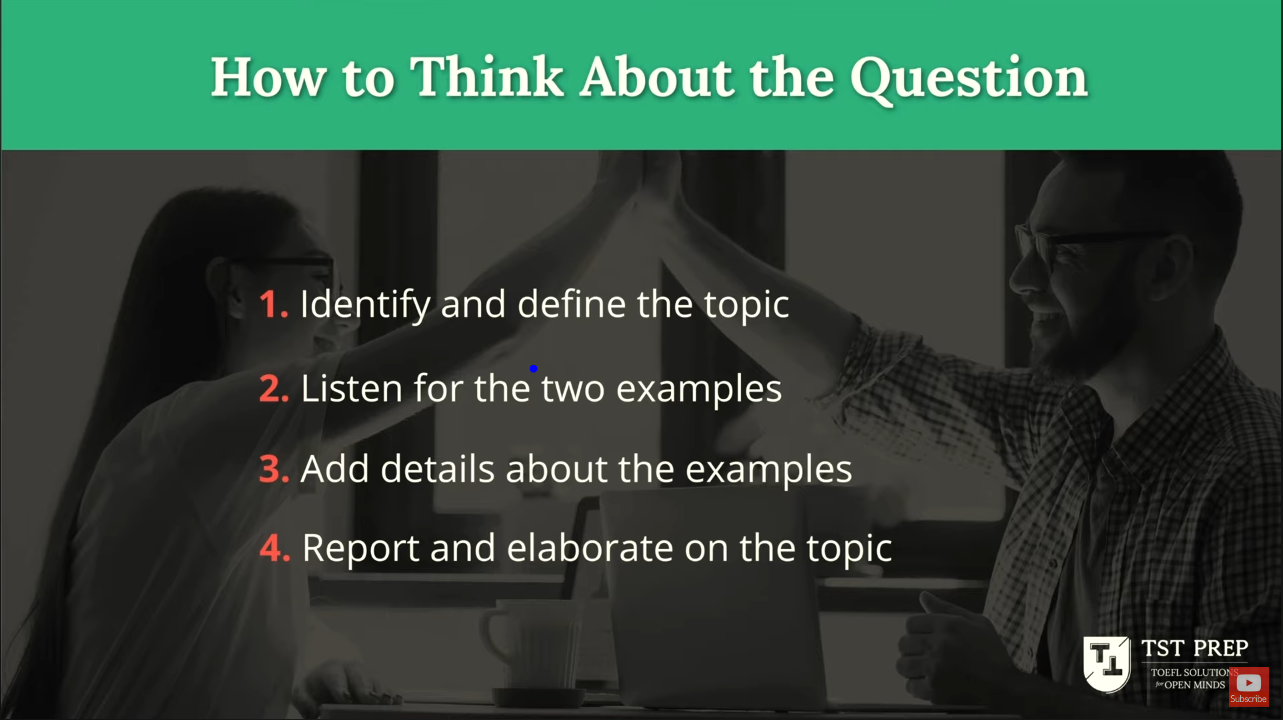 How to Think About the Question
1. Identify and define the topic
2. Listen for the two examples
3. Add details about the examples
4. Report and elaborate on the topic
TST PREP
TOEFL SOLUTIONS
for OPEN MINDS
Subscribe